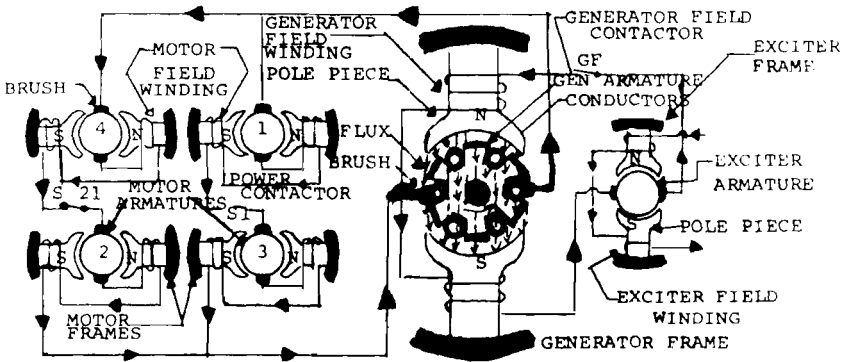 GENERATOR
FIELD
WINDING
POLE PIECE
GENERATOR FIELD
CONTACTOR
GF
EXCITER
FRAME
MOTOR
FIELD
WINDING
BRUSH
GEN ARMATURE
CONDUCTORS
N
FLUX
BRUSH
4
S
N
1
S
N
POWER
CONTACTOR
S 21
MOTOR
ARMATURES
S1
N
EXCITER
ARMATURE
S
POLE PIECE
2
S
N
3
S
N
S
MOTOR
FRAMES
EXCITER FIELD
WINDING
GENERATOR FRAME